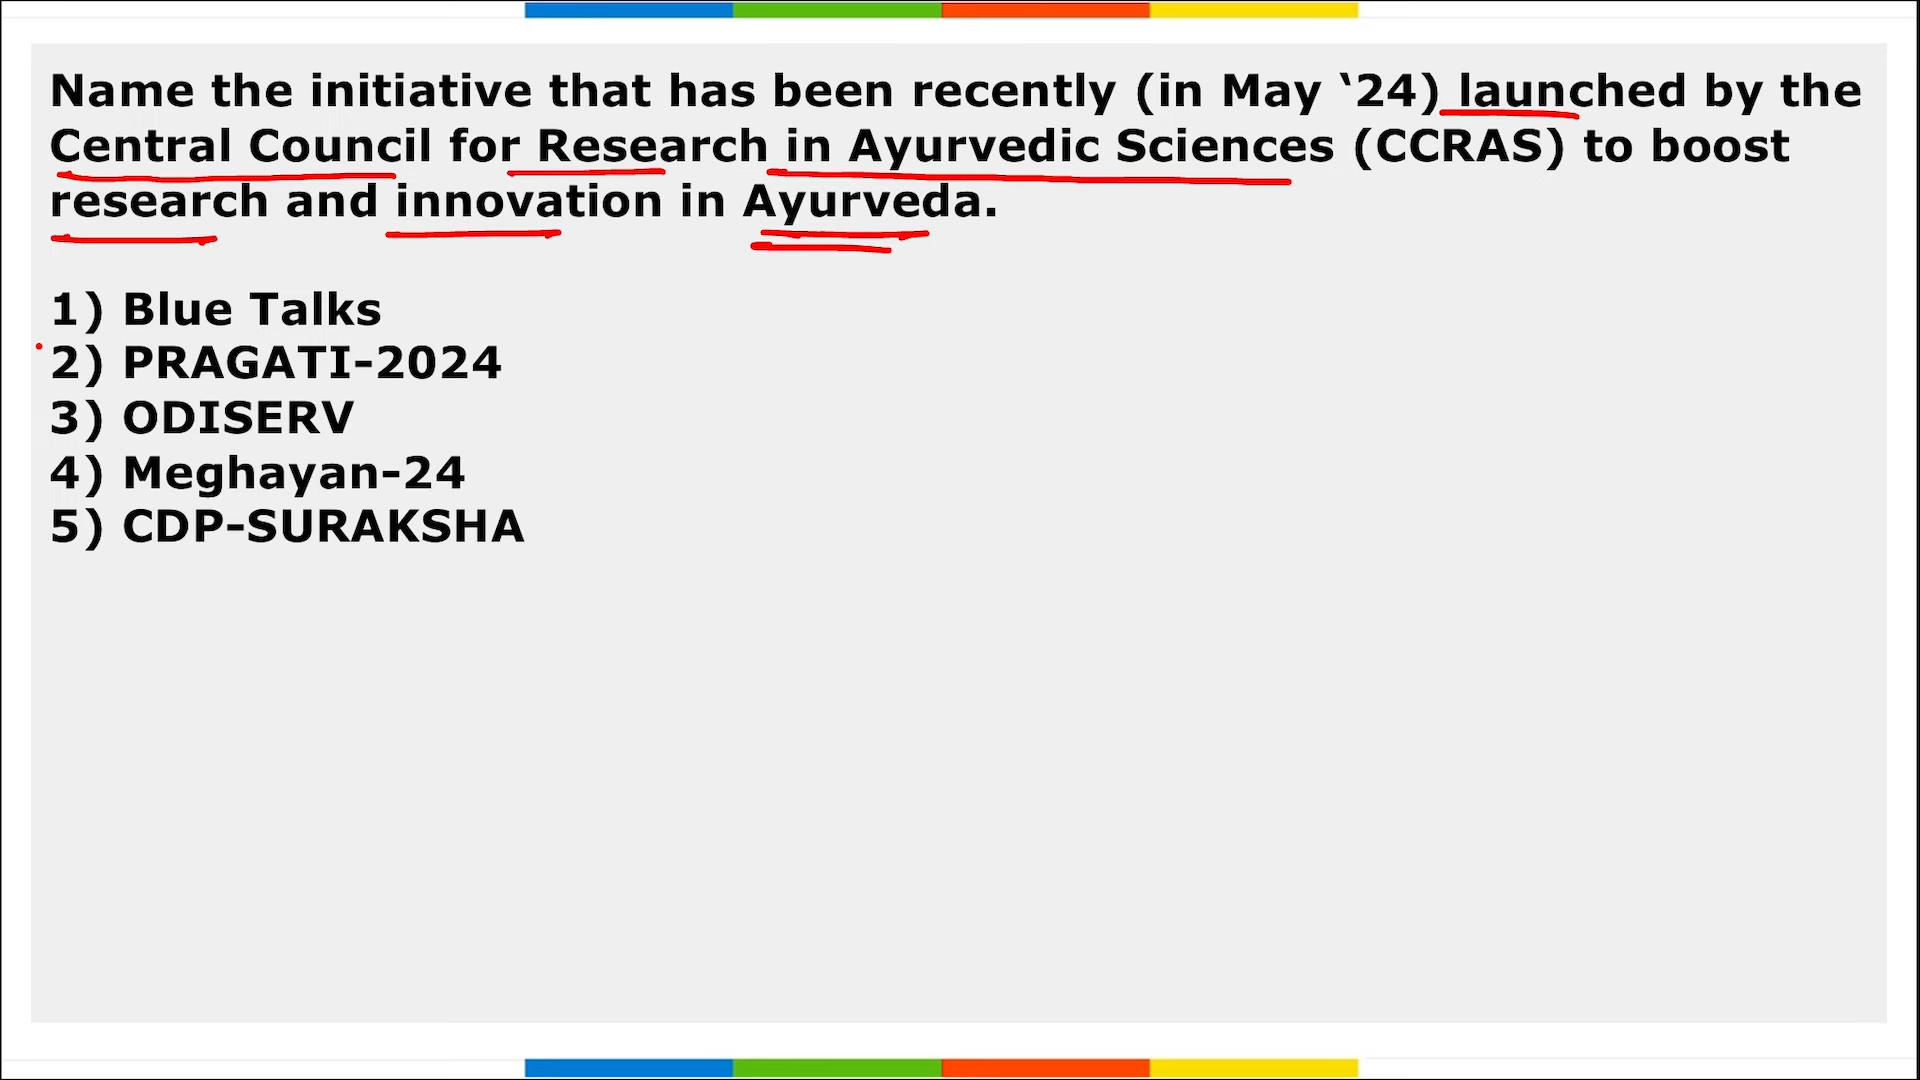 Name the initiative that has been recently (in May ‘24) launched by the
Central Council for Research in Ayurvedic Sciences (CCRAS) to boost
research and innovation in Ayurveda.
1) Blue Talks
2) PRAGATI-2024
3) ODISERV
4) Meghayan-24
5) CDP-SURAKSHA